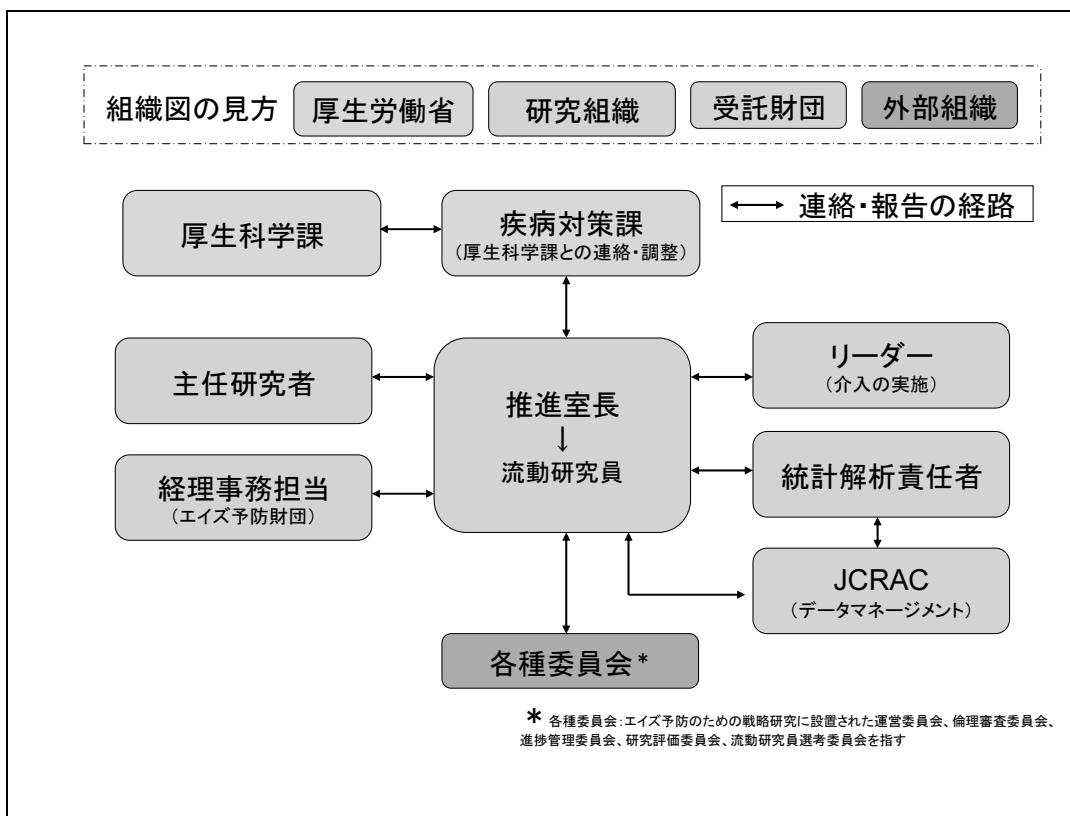 組織図の見方
厚生労働省
研究組織
受託財団
外部組織
連絡・報告の経路
厚生科学課
疾病対策課
(厚生科学課との連絡・調整)
主任研究者
推進室長
↓
流動研究員
リーダー
(介入の実施)
経理事務担当
(エイズ予防財団)
統計解析責任者
JCRAC
(データマネージメント)
各種委員会*
* 各種委員会:エイズ予防のための戦略研究に設置された運営委員会、倫理審査委員会、
進捗管理委員会、研究評価委員会、流動研究員選考委員会を指す